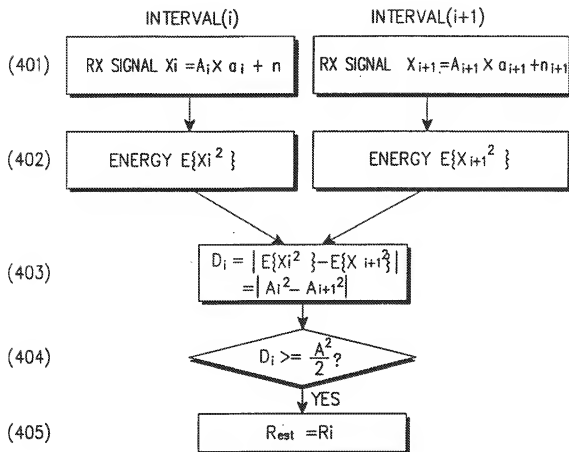 INTERVAL(i) INTERVAL(i+1)
(401) RX SIGNAL Xi =Aᵢ× aᵢ + n RX SIGNAL Xᵢ₊₁=Aᵢ₊₁ × aᵢ₊₁+nᵢ₊₁
(402) ENERGY E{Xi² } ENERGY E{Xᵢ₊₁² }
(403) Dᵢ = | E{Xi² }−E{X ᵢ₊₁²}|
=| Aᵢ²− Aᵢ₊₁²|
(404) Dᵢ >= A²/2 ?
YES
(405) Rest =Ri